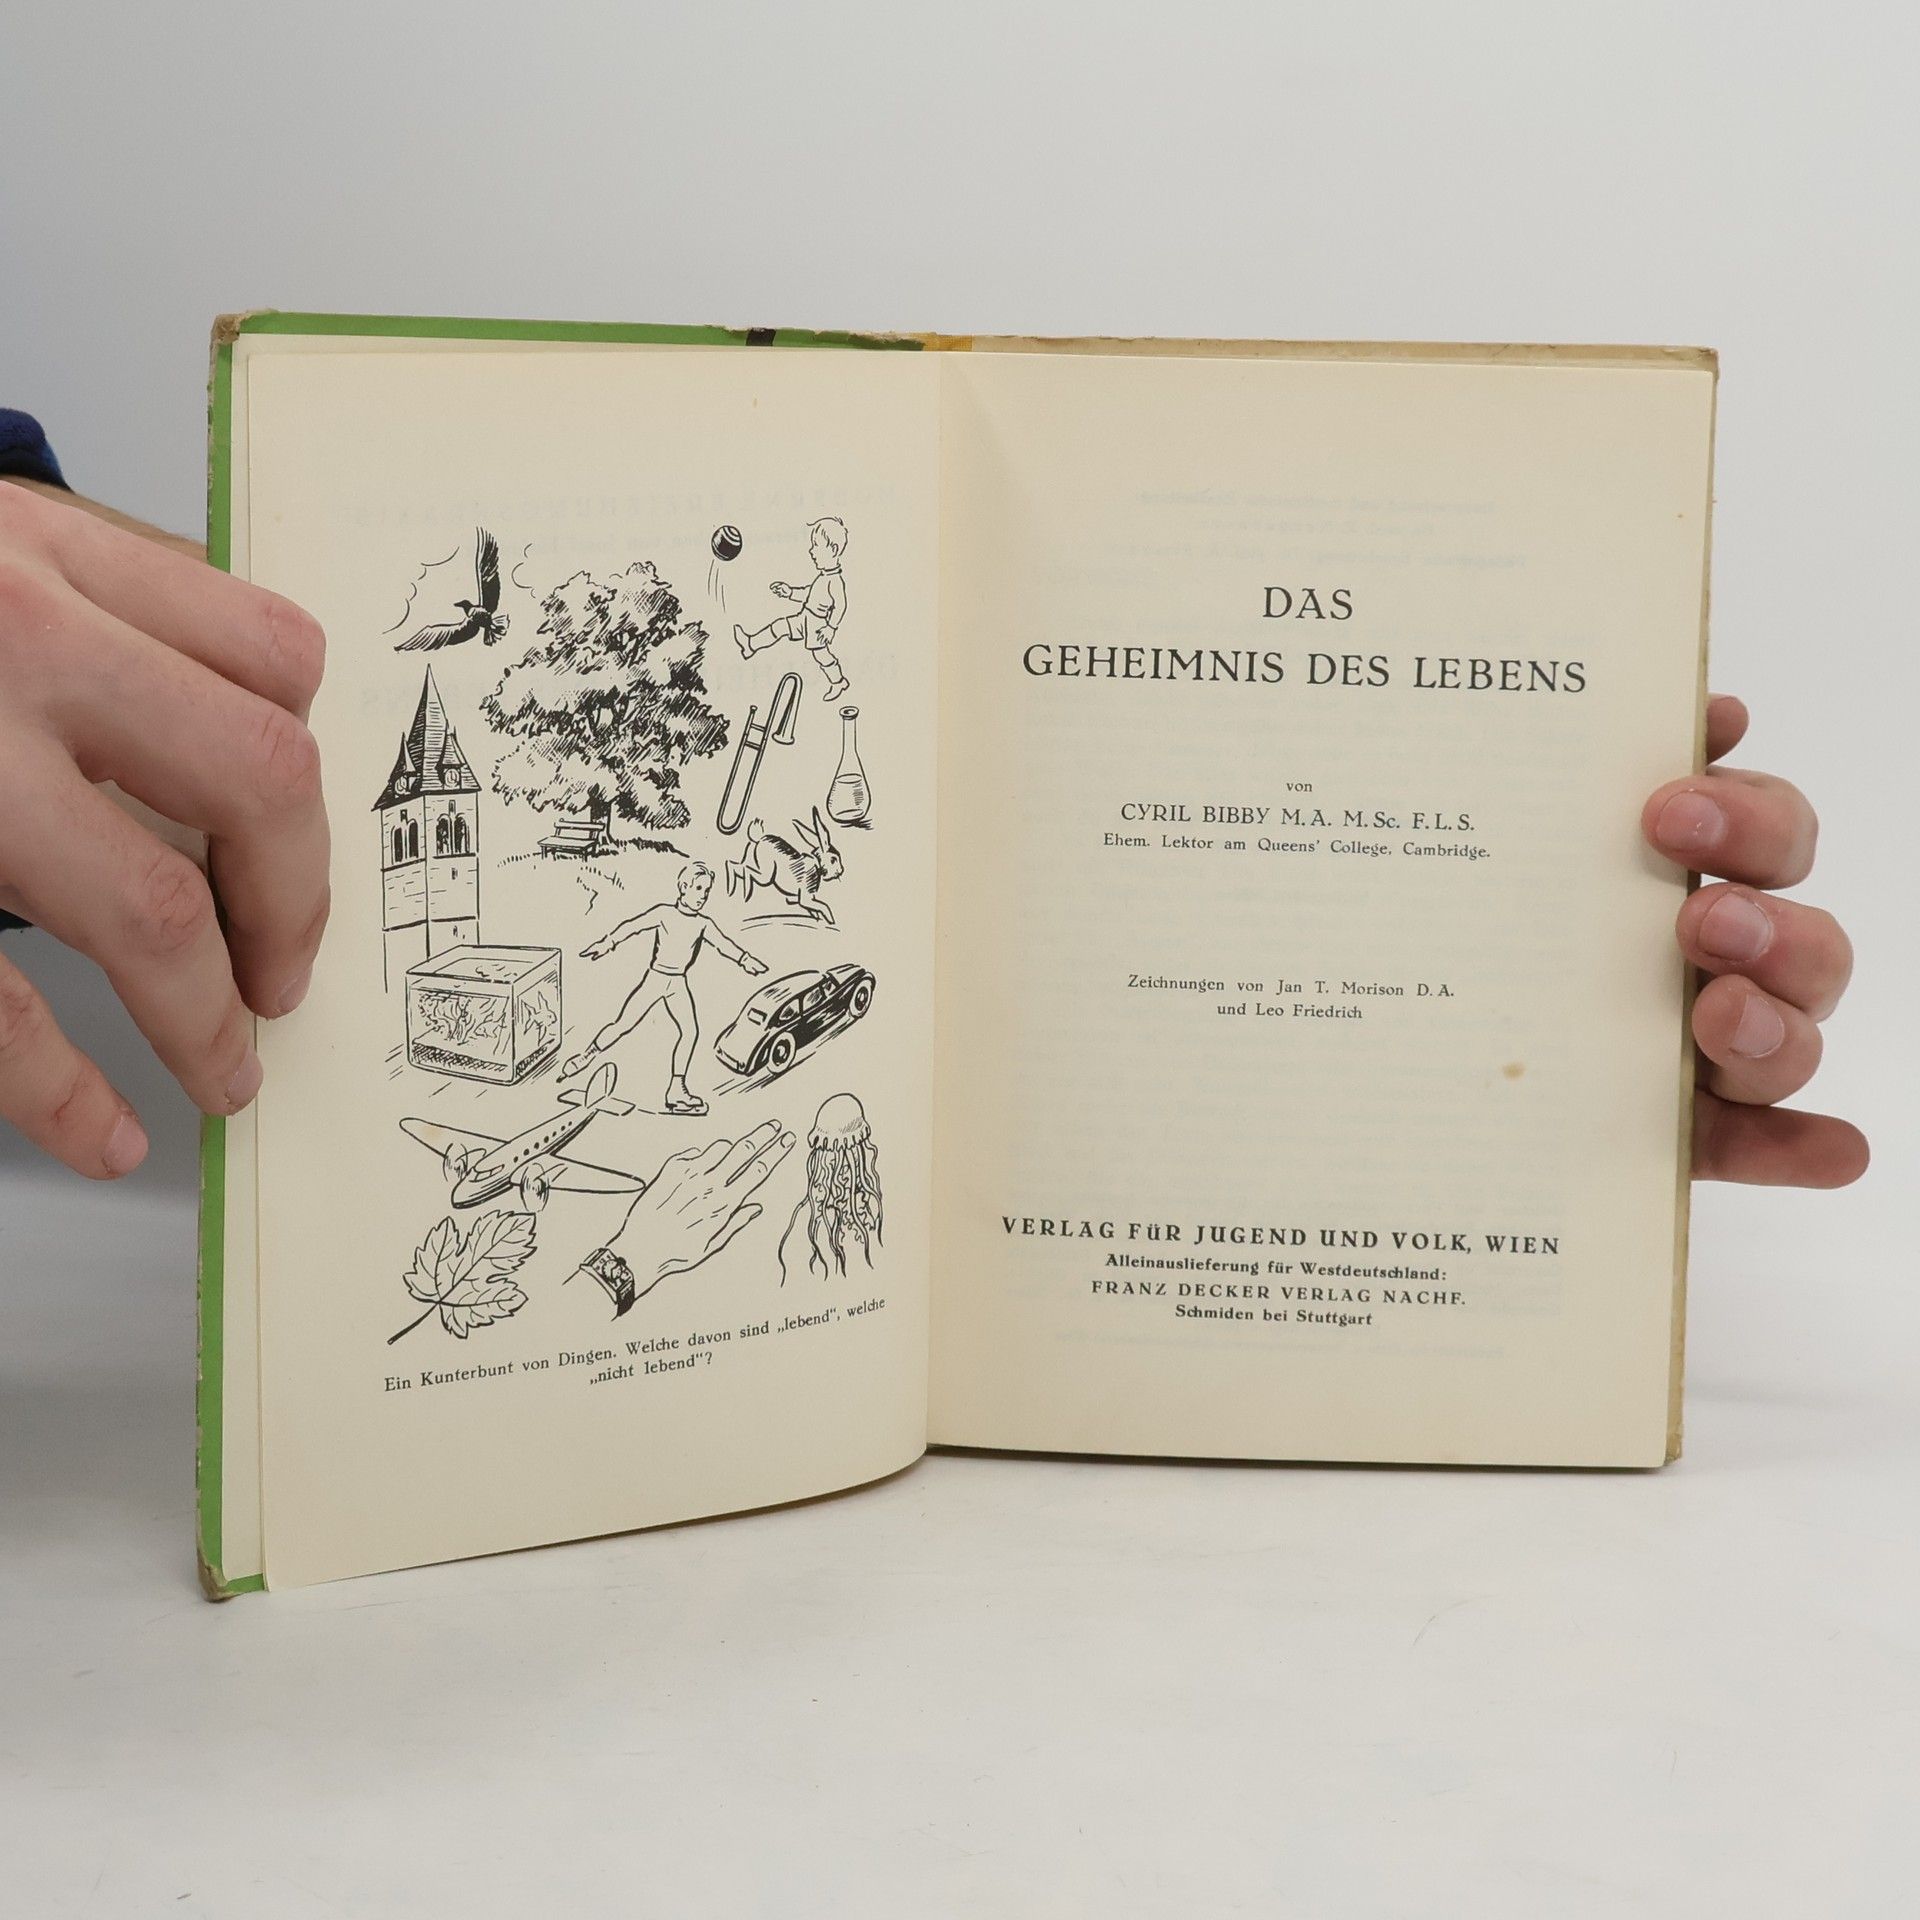 Ein Kunterbunt von Dingen. Welche davon sind „lebend“, welche
„nicht lebend“?
DAS
GEHEIMNIS DES LEBENS
von
CYRIL BIBBY M. A. M. Sc. F. L. S.
Ehem. Lektor am Queens' College, Cambridge.
Zeichnungen von Jan T. Morison D. A.
und Leo Friedrich
VERLAG FÜR JUGEND UND VOLK, WIEN
Alleinauslieferung für Westdeutschland:
FRANZ DECKER VERLAG NACHF.
Schmiden bei Stuttgart